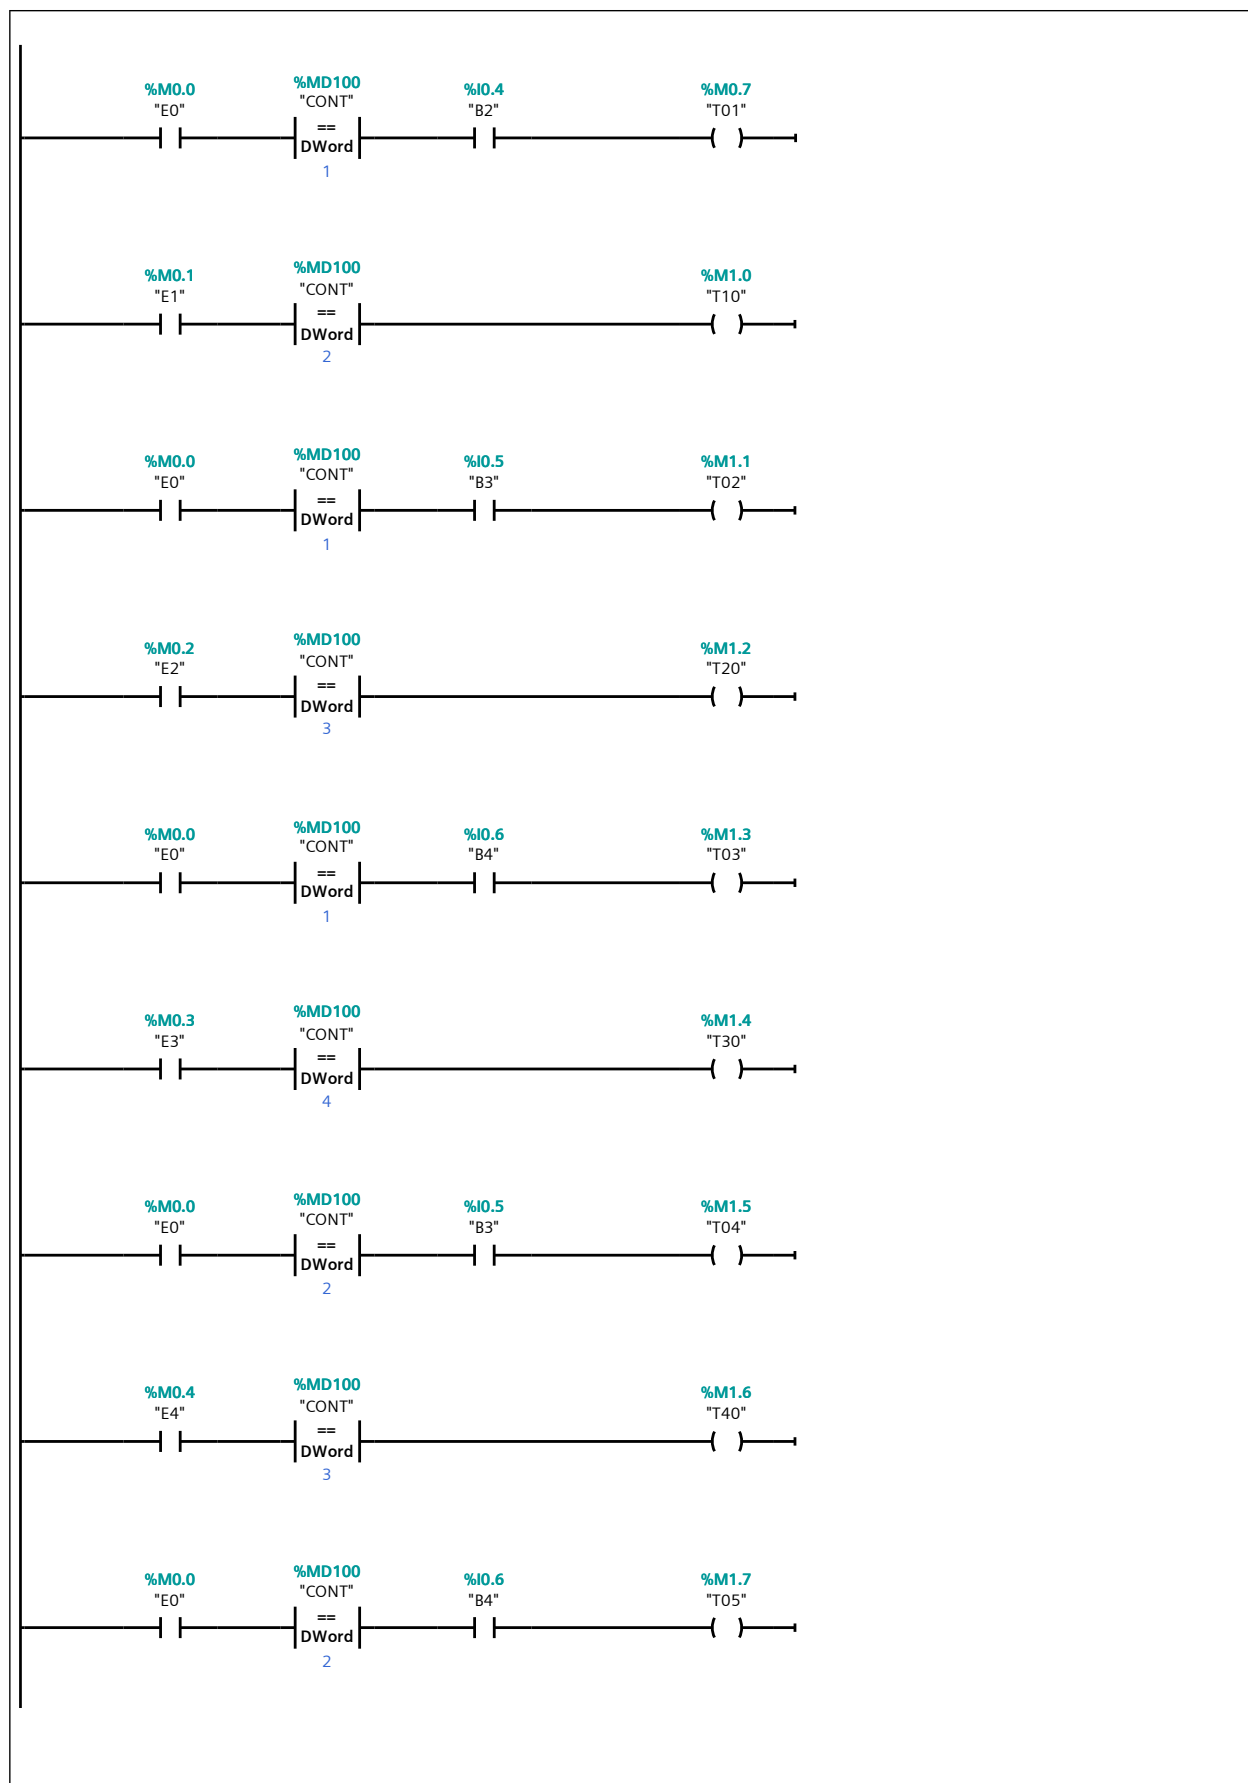 %M0.0 %MD100 %I0.4 %M0.7
"E0" "CONT" "B2" "T01"
==
DWord
1
%M0.1 %MD100 %M1.0
"E1" "CONT" "T10"
==
DWord
2
%M0.0 %MD100 %I0.5 %M1.1
"E0" "CONT" "B3" "T02"
==
DWord
1
%M0.2 %MD100 %M1.2
"E2" "CONT" "T20"
==
DWord
3
%M0.0 %MD100 %I0.6 %M1.3
"E0" "CONT" "B4" "T03"
==
DWord
1
%M0.3 %MD100 %M1.4
"E3" "CONT" "T30"
==
DWord
4
%M0.0 %MD100 %I0.5 %M1.5
"E0" "CONT" "B3" "T04"
==
DWord
2
%M0.4 %MD100 %M1.6
"E4" "CONT" "T40"
==
DWord
3
%M0.0 %MD100 %I0.6 %M1.7
"E0" "CONT" "B4" "T05"
==
DWord
2